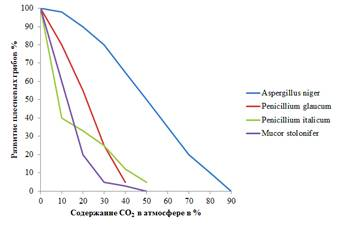 Развитие плесневых грибов %
100
90
80
70
60
50
40
30
20
10
0
0 10 20 30 40 50 60 70 80 90
Содержание CO₂ в атмосфере в %
Aspergillus niger
Penicillium glaucum
Penicillium italicum
Mucor stolonifer